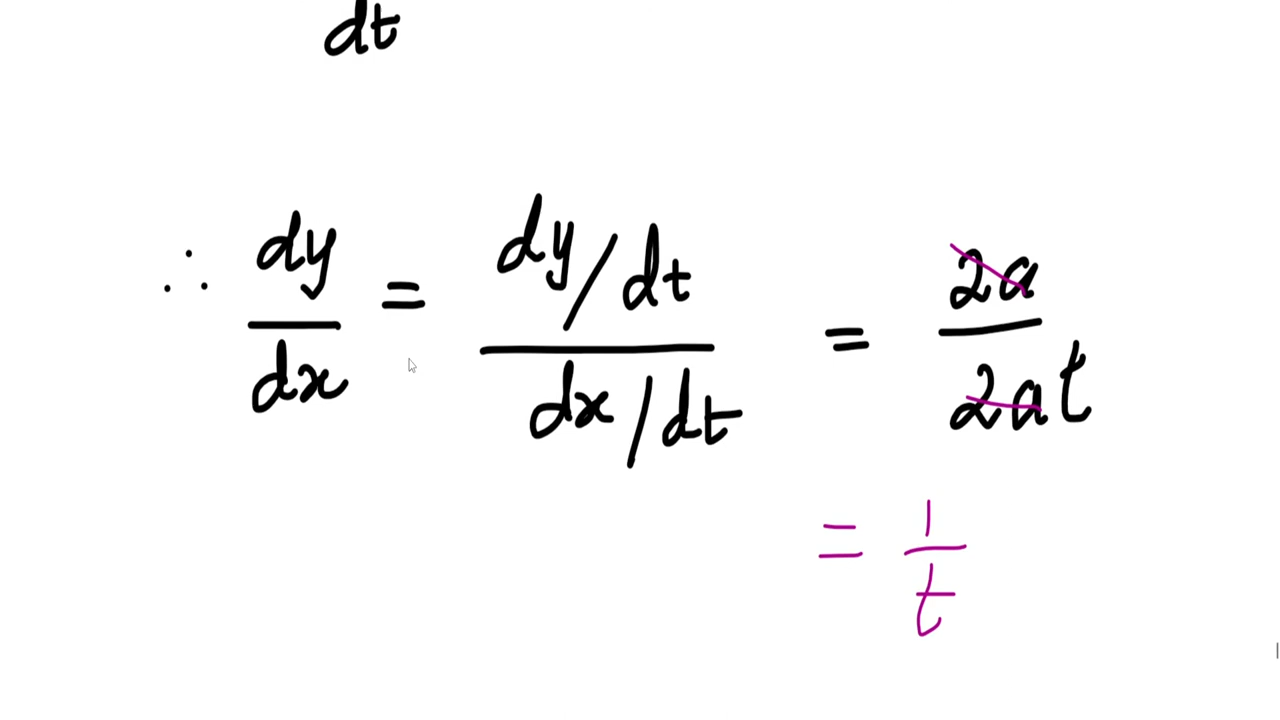 dt
∴ dy/dx = (dy/dt)/(dx/dt) = 2a/2at
= 1/t